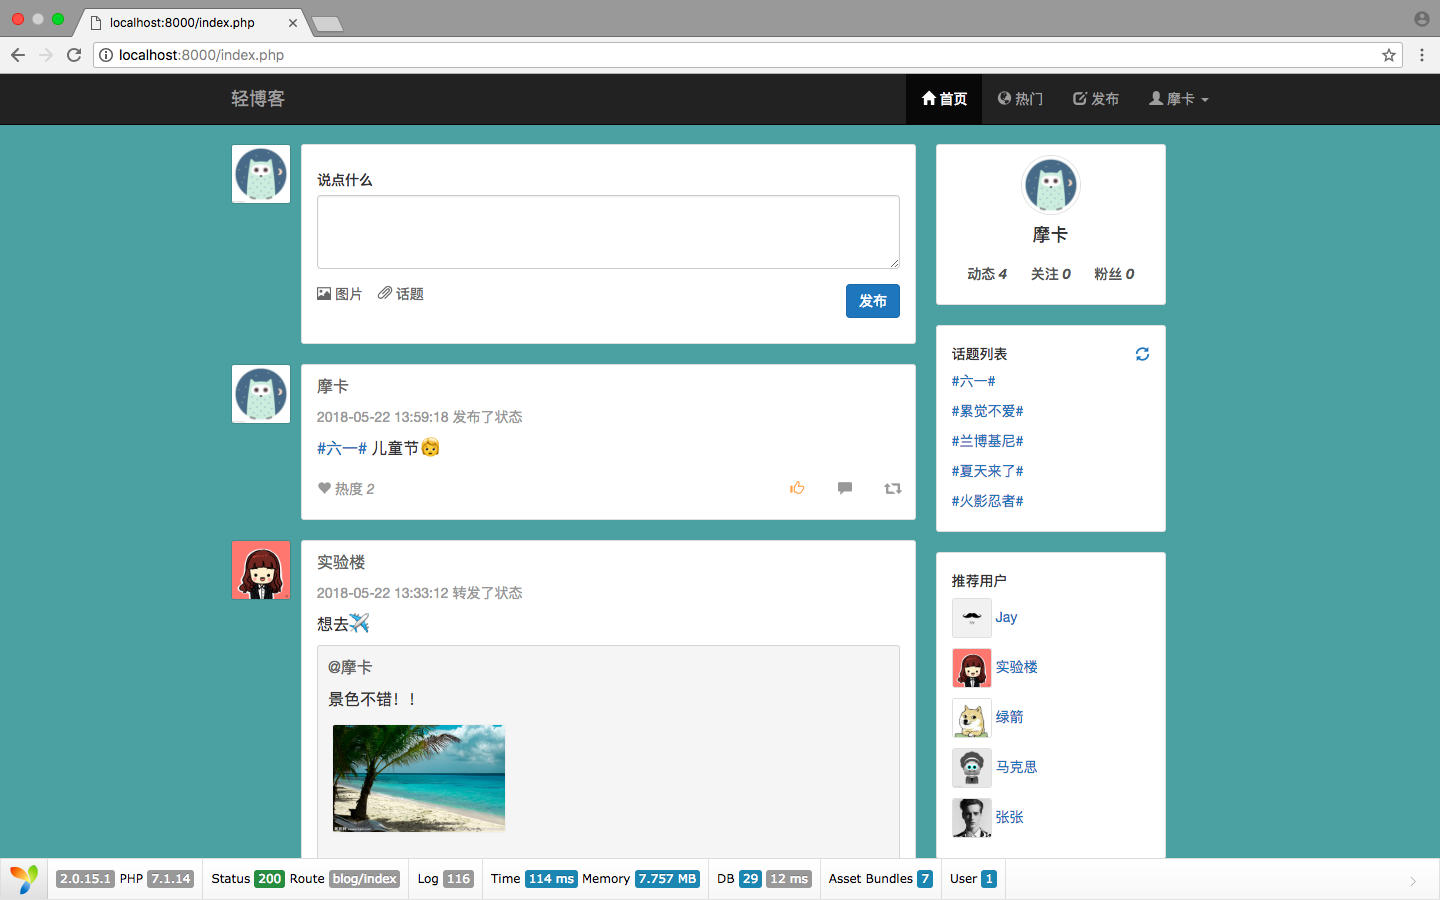 localhost:8000/index.php
localhost:8000/index.php
轻博客
首页
热门
发布
摩卡
说点什么
图片
话题
发布
摩卡
2018-05-22 13:59:18 发布了状态
#六一# 儿童节👧
热度 2
实验楼
2018-05-22 13:33:12 转发了状态
想去✈️
@摩卡
景色不错！！
摩卡
动态 4 关注 0 粉丝 0
话题列表
#六一#
#累觉不爱#
#兰博基尼#
#夏天来了#
#火影忍者#
推荐用户
Jay
实验楼
绿箭
马克思
张张
2.0.15.1 PHP 7.1.14 Status 200 Route blog/index Log 116 Time 114 ms Memory 7.757 MB DB 29 12 ms Asset Bundles 7 User 1